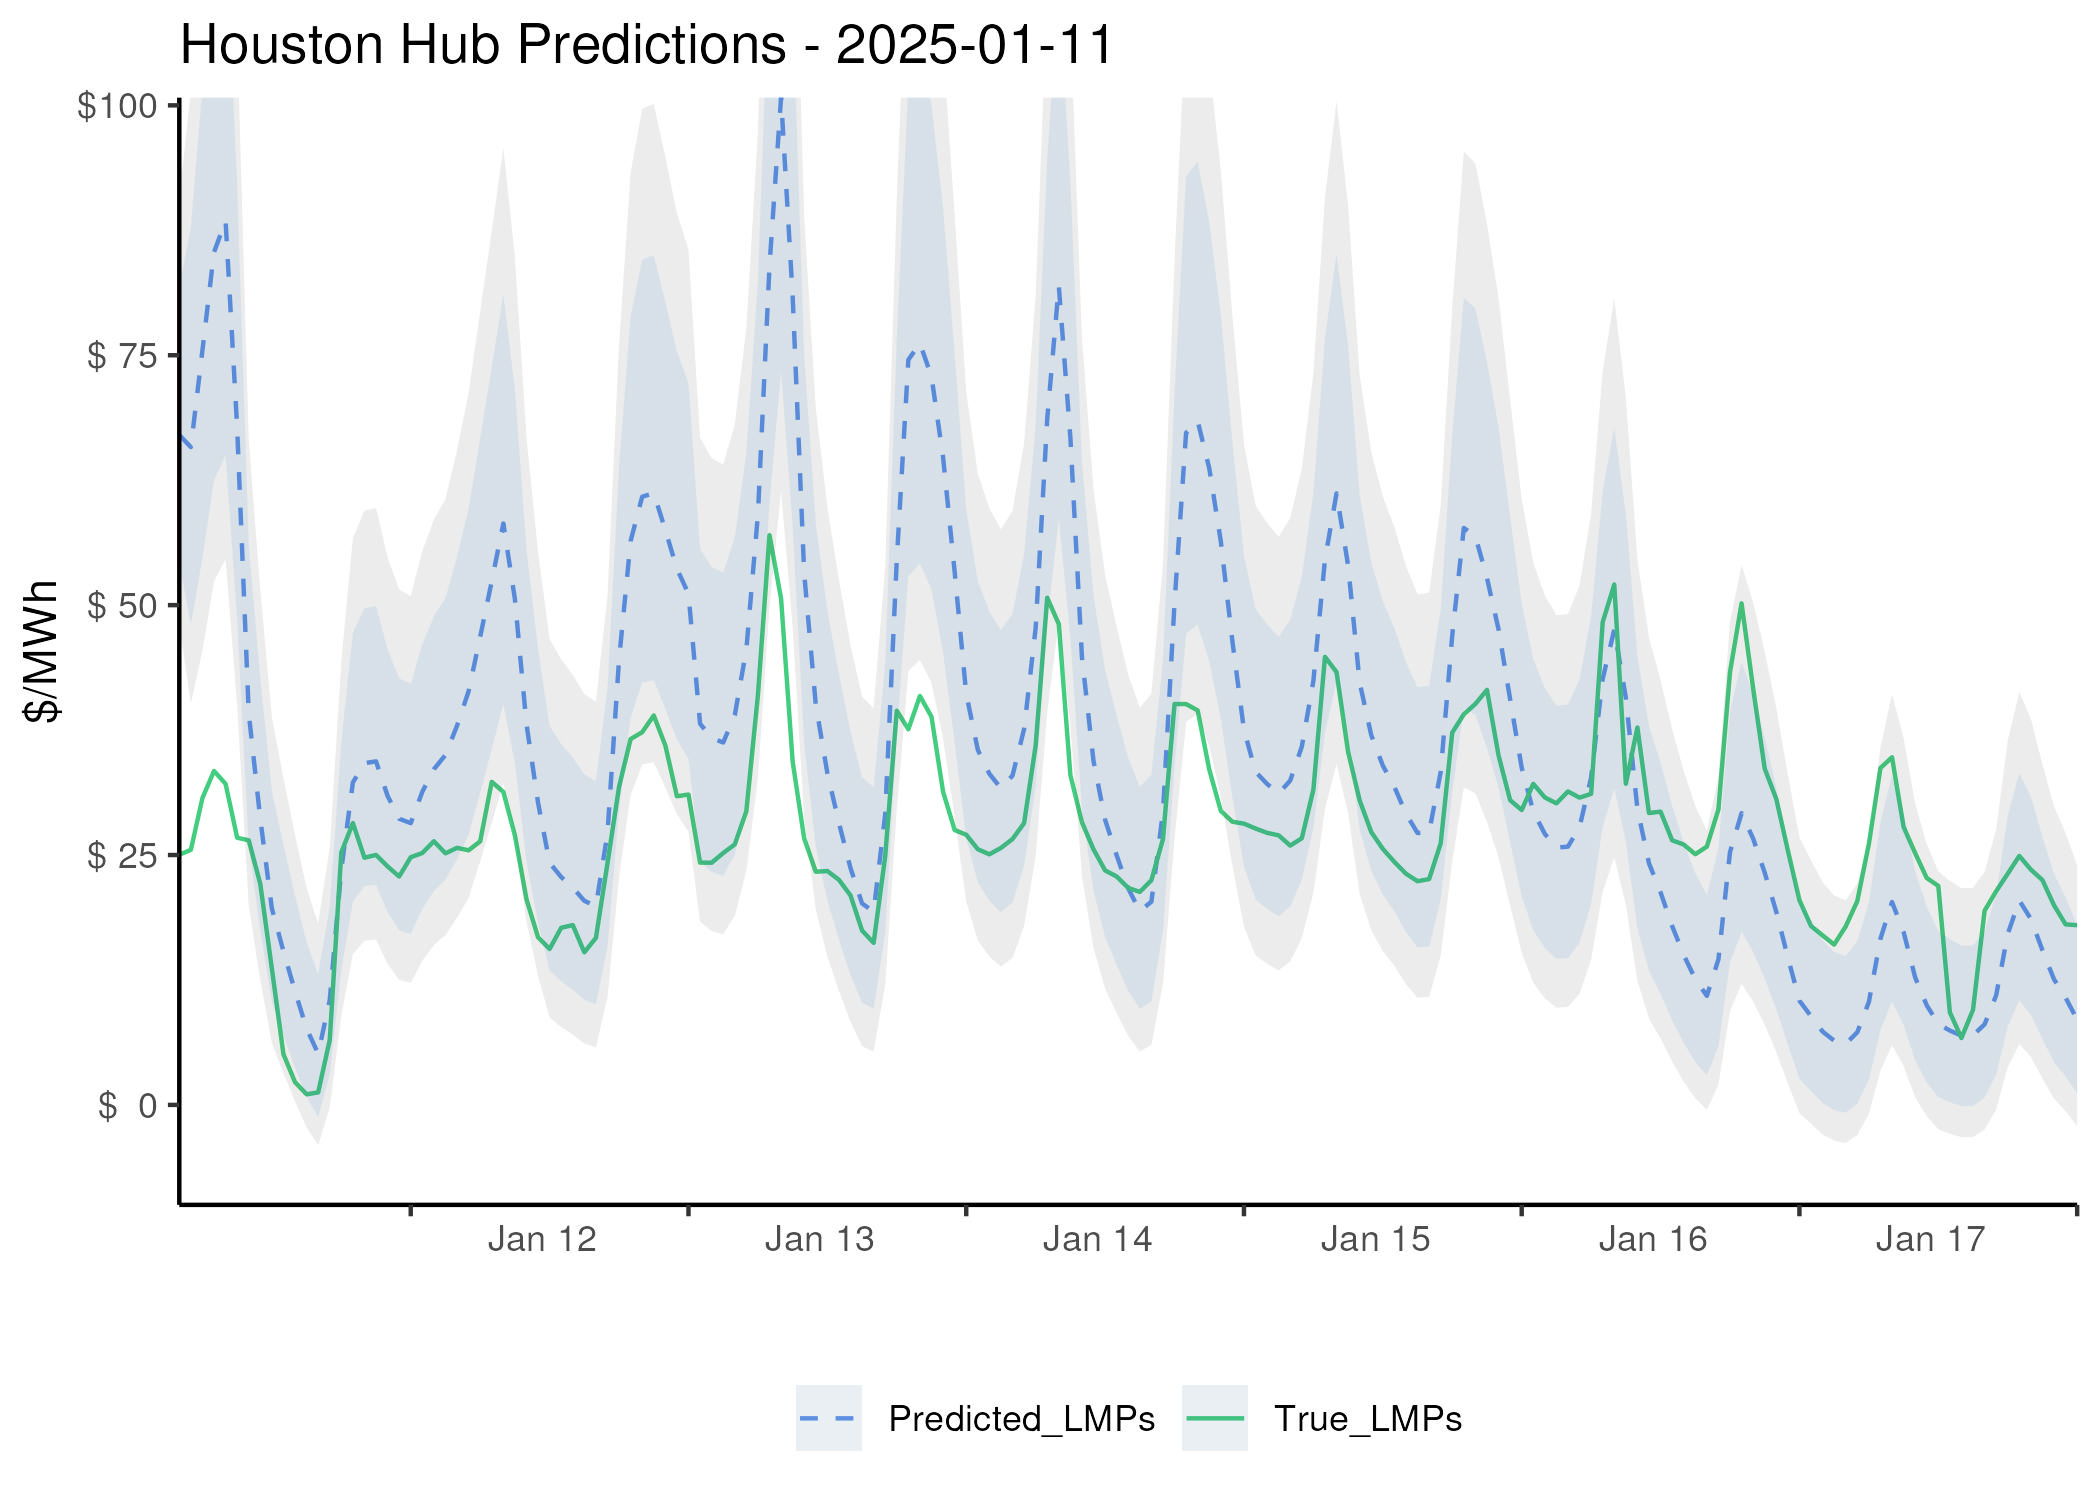 Houston Hub Predictions - 2025-01-11
$/MWh
$100
$ 75
$ 50
$ 25
$ 0
Jan 12 Jan 13 Jan 14 Jan 15 Jan 16 Jan 17
Predicted_LMPs True_LMPs